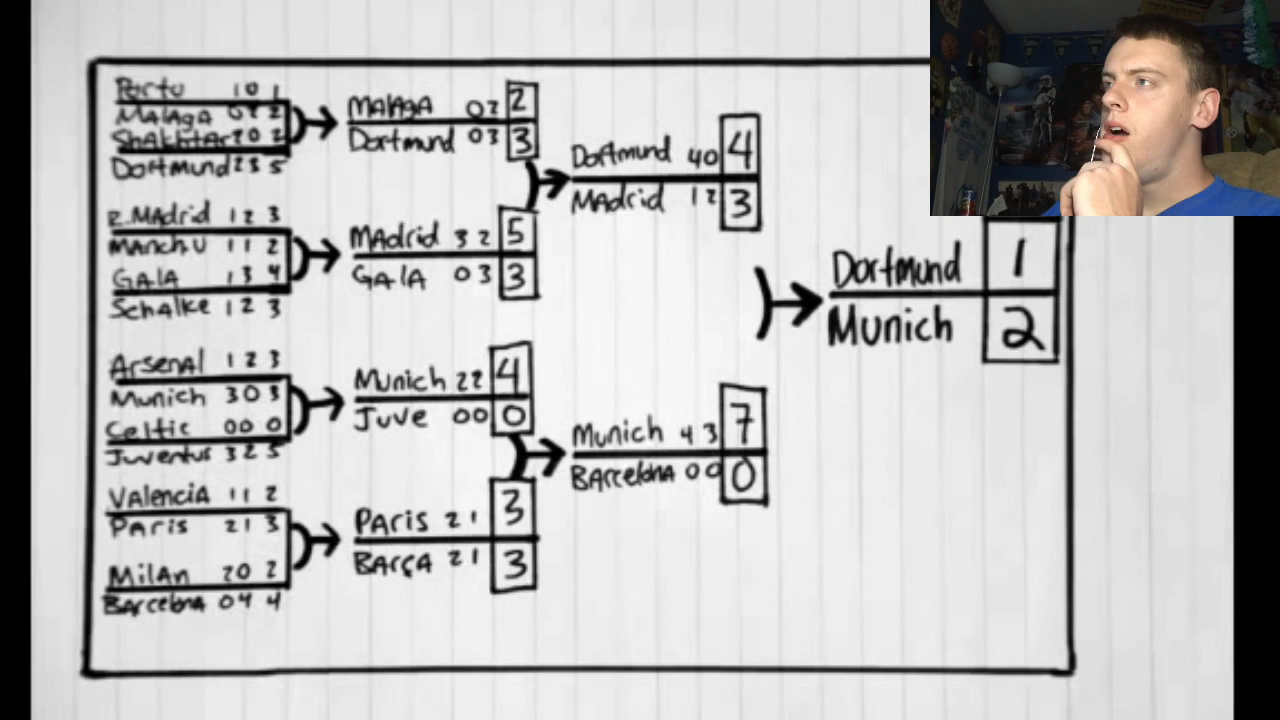 Porto 1 0 1
Malaga 0 2 2
Shakhtar 2 0 2
Dortmund 2 3 5
R.Madrid 1 2 3
Manch.U 1 1 2
Gala 1 3 4
Schalke 1 2 3
Arsenal 1 2 3
Munich 3 0 3
Celtic 0 0 0
Juventus 3 2 5
Valencia 1 1 2
Paris 2 1 3
Milan 2 0 2
Barcelona 0 4 4
Malaga 0 2 2
Dortmund 0 3 3
Madrid 3 2 5
Gala 0 3 3
Munich 2 2 4
Juve 0 0 0
Paris 2 1 3
Barça 2 1 3
Dortmund 4 0 4
Madrid 1 2 3
Munich 4 3 7
Barcelona 0 0 0
Dortmund 1
Munich 2